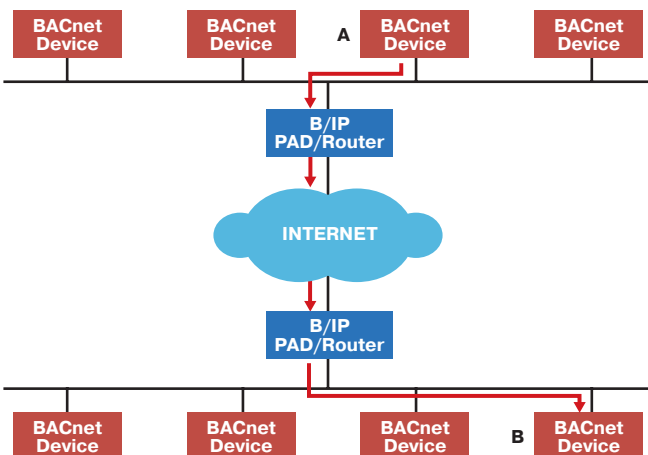 BACnet
Device
BACnet
Device
A
BACnet
Device
BACnet
Device
B/IP
PAD/Router
INTERNET
B/IP
PAD/Router
BACnet
Device
BACnet
Device
BACnet
Device
B
BACnet
Device